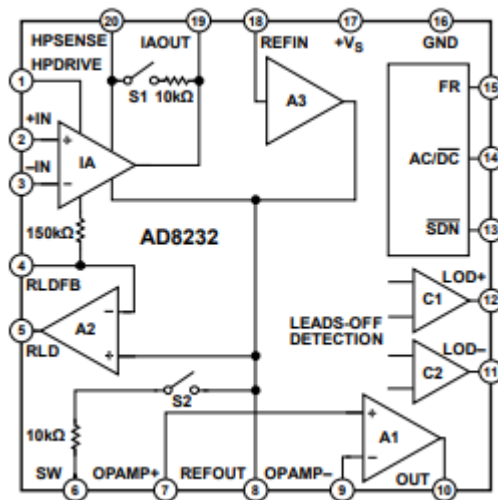 20 19 18 17 16
HPSENSE IAOUT REFIN +VS GND
HPDRIVE
1
S1 10kΩ
A3
FR 15
+IN
2
+ IA
–IN
3
–
AC/DC 14
150kΩ
AD8232
SDN 13
4
RLDFB
LOD+
C1 12
– A2
5
RLD
+
LEADS-OFF
DETECTION
LOD–
C2 11
S2
10kΩ
+ A1
–
SW OPAMP+ REFOUT OPAMP– OUT
6 7 8 9 10